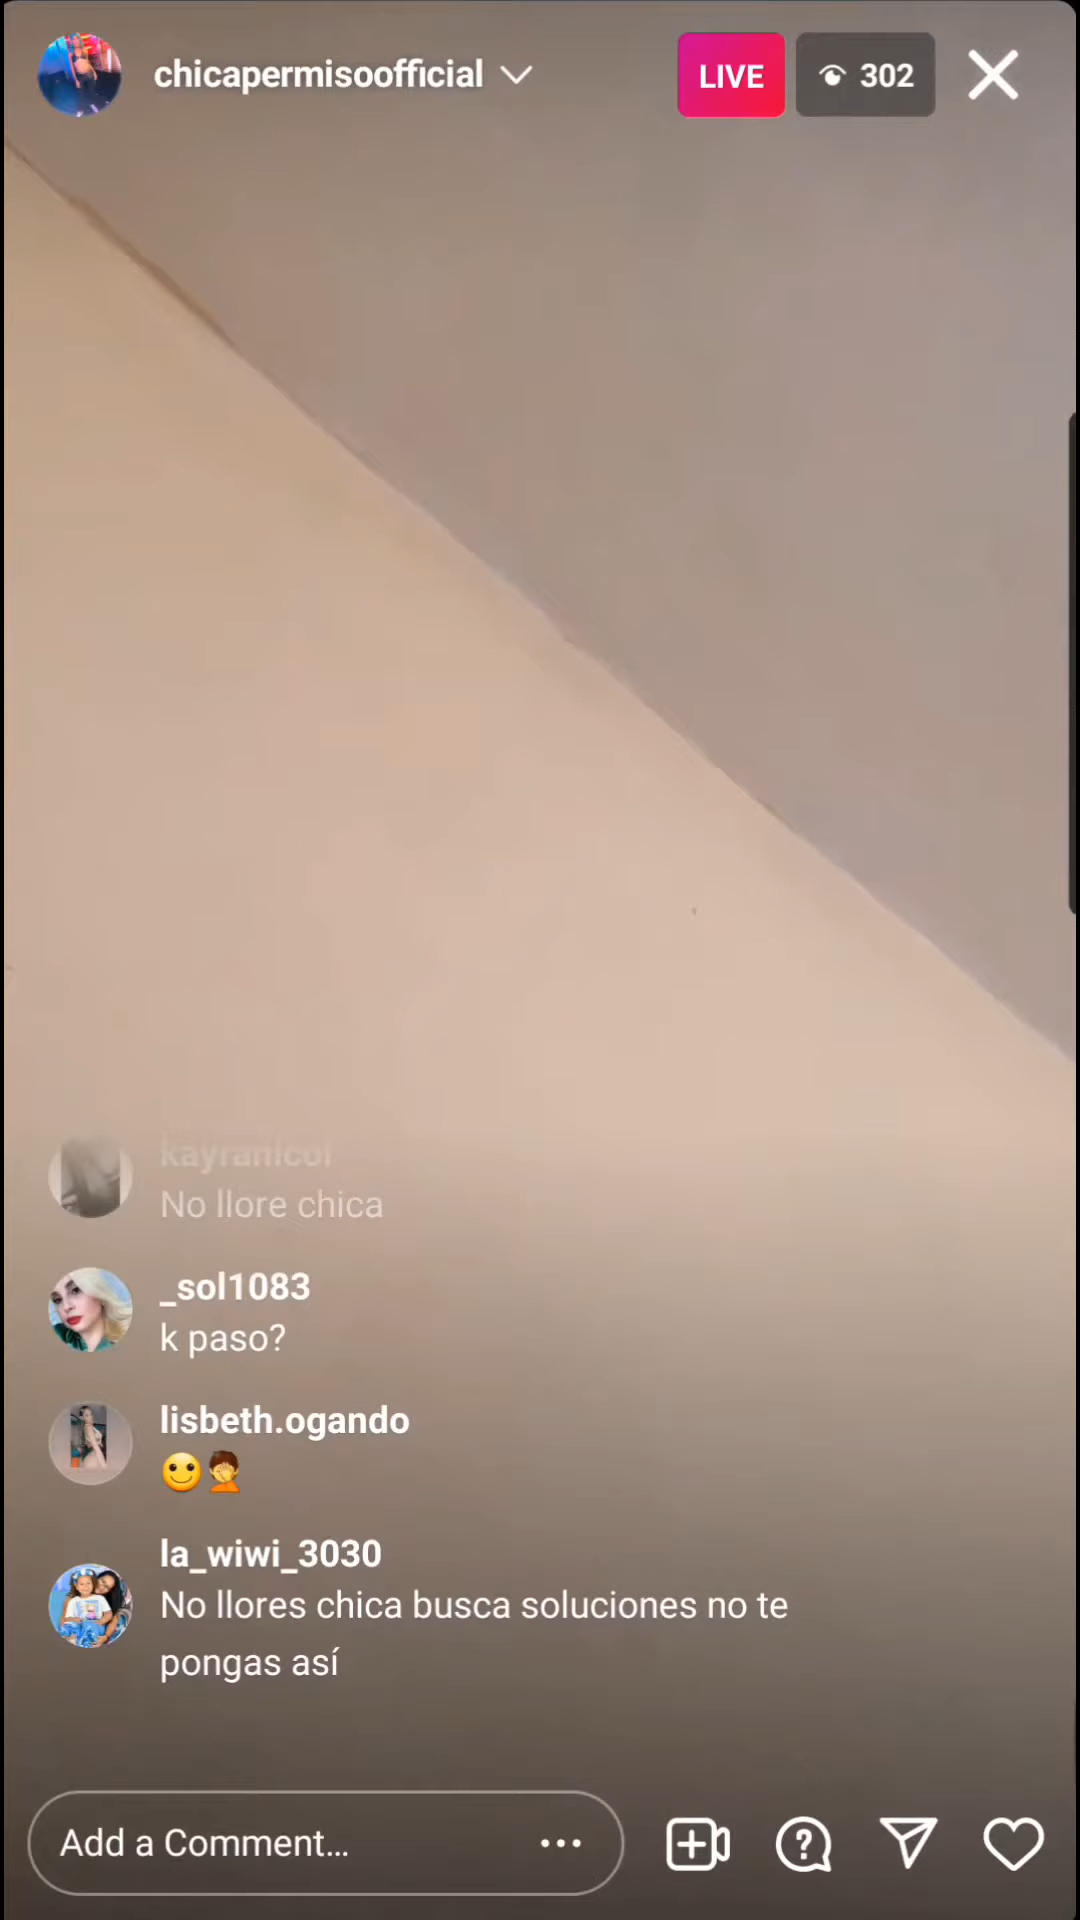 chicapermisoofficial
LIVE
302
kayranicol
No llore chica
_sol1083
k paso?
lisbeth.ogando
🙂🤦
la_wiwi_3030
No llores chica busca soluciones no te
pongas así
Add a Comment...